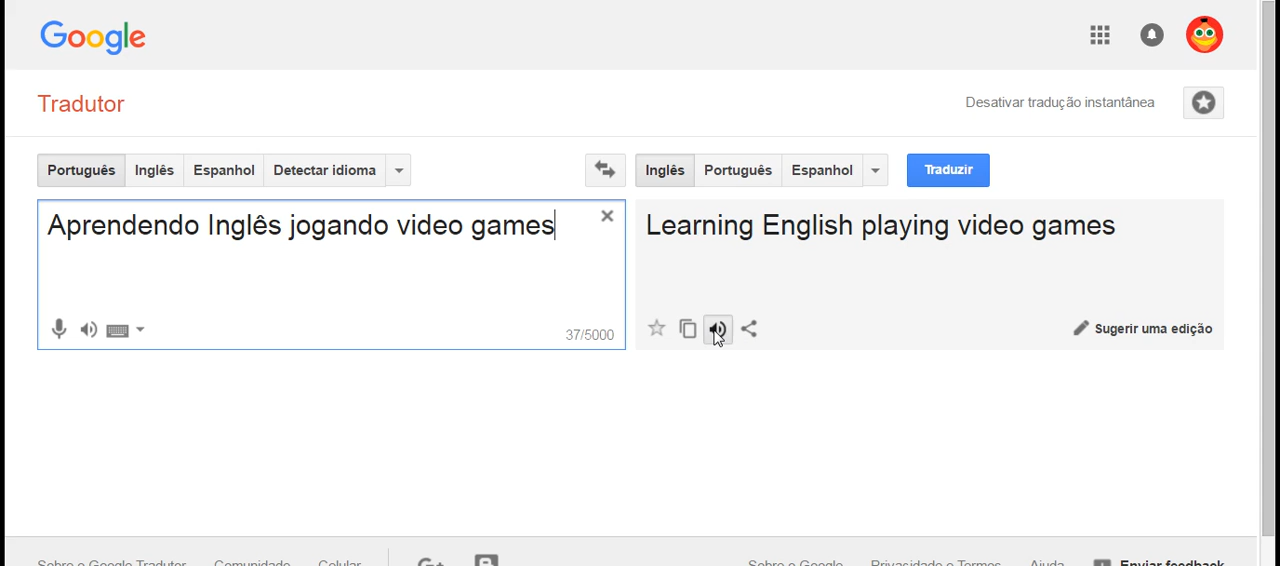 Google
Tradutor
Desativar tradução instantânea
Português Inglês Espanhol Detectar idioma
Inglês Português Espanhol
Traduzir
Aprendendo Inglês jogando video games
Learning English playing video games
37/5000
Sugerir uma edição
Sobre o Google Tradutor Comunidade Celular G+ Sobre o Google Privacidade e Termos Ajuda Enviar feedback